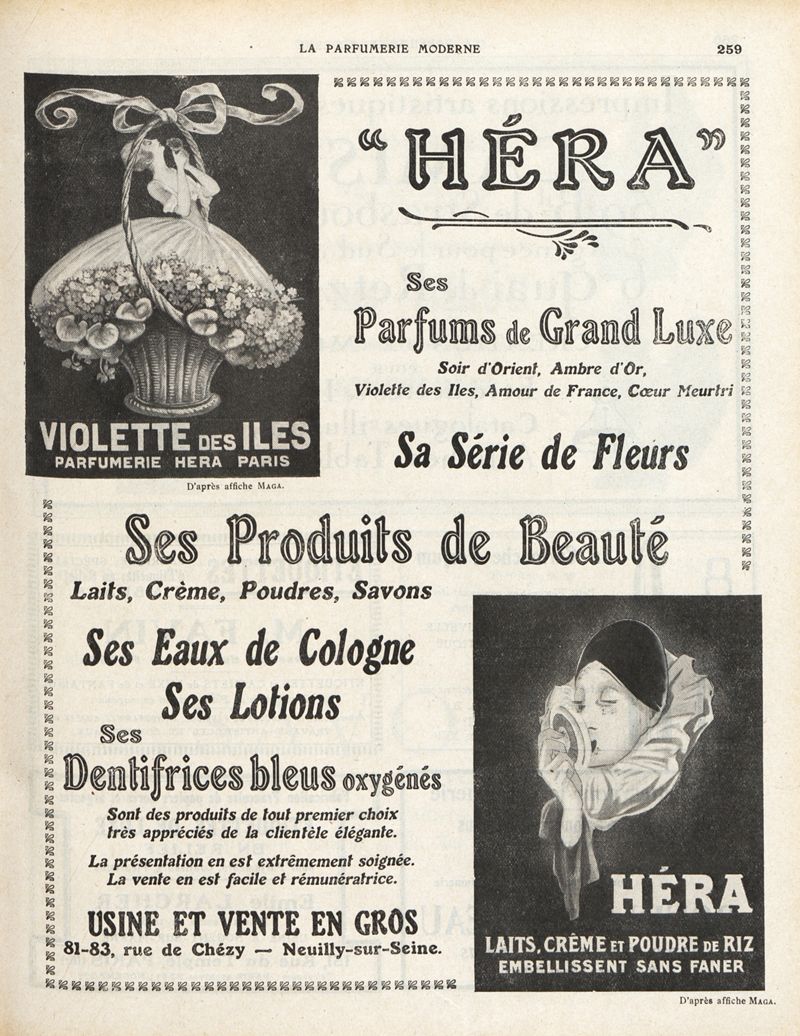 LA PARFUMERIE MODERNE
259
VIOLETTE DES ILES
PARFUMERIE HERA PARIS
D'après affiche MAGA.
“HÉRA”
Ses
Parfums de Grand Luxe
Soir d'Orient, Ambre d'Or,
Violette des Iles, Amour de France, Cœur Meurtri
Sa Série de Fleurs
Ses Produits de Beauté
Laits, Crème, Poudres, Savons
Ses Eaux de Cologne
Ses Lotions
Ses
Dentifrices bleus oxygénés
Sont des produits de tout premier choix
très appréciés de la clientèle élégante.
La présentation en est extrêmement soignée.
La vente en est facile et rémunératrice.
USINE ET VENTE EN GROS
81-83, rue de Chézy — Neuilly-sur-Seine.
HÉRA
LAITS, CRÊME ET POUDRE DE RIZ
EMBELLISSENT SANS FANER
D'après affiche MAGA.